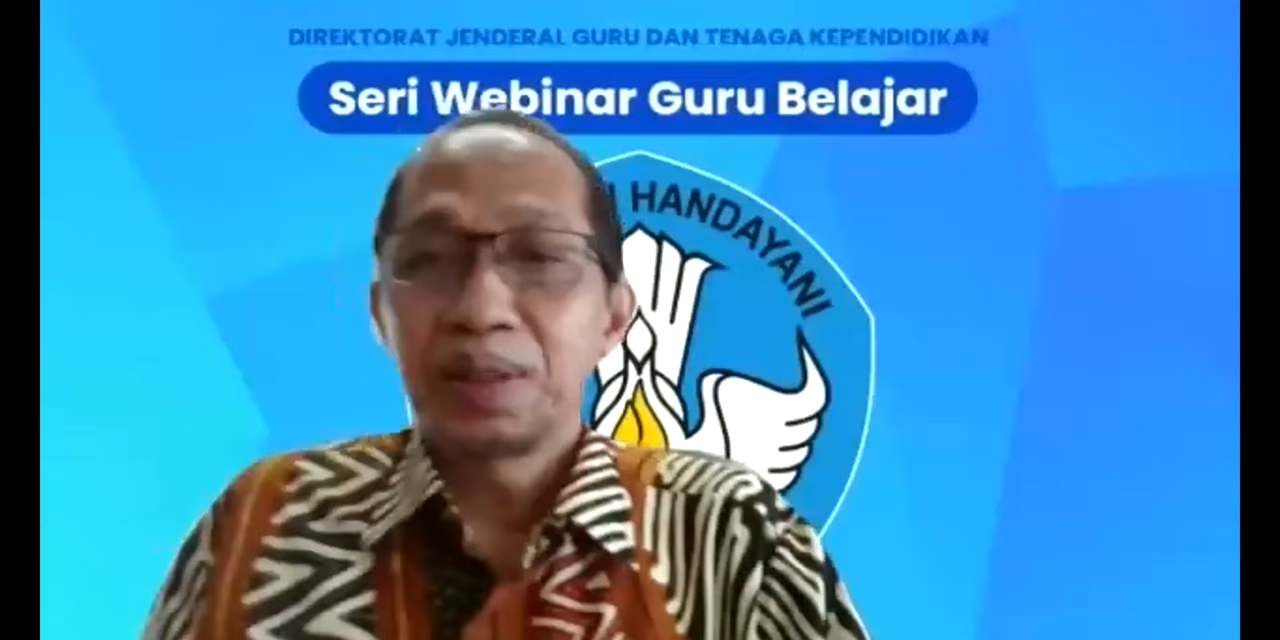 DIREKTORAT JENDERAL GURU DAN TENAGA KEPENDIDIKAN
Seri Webinar Guru Belajar
HANDAYANI